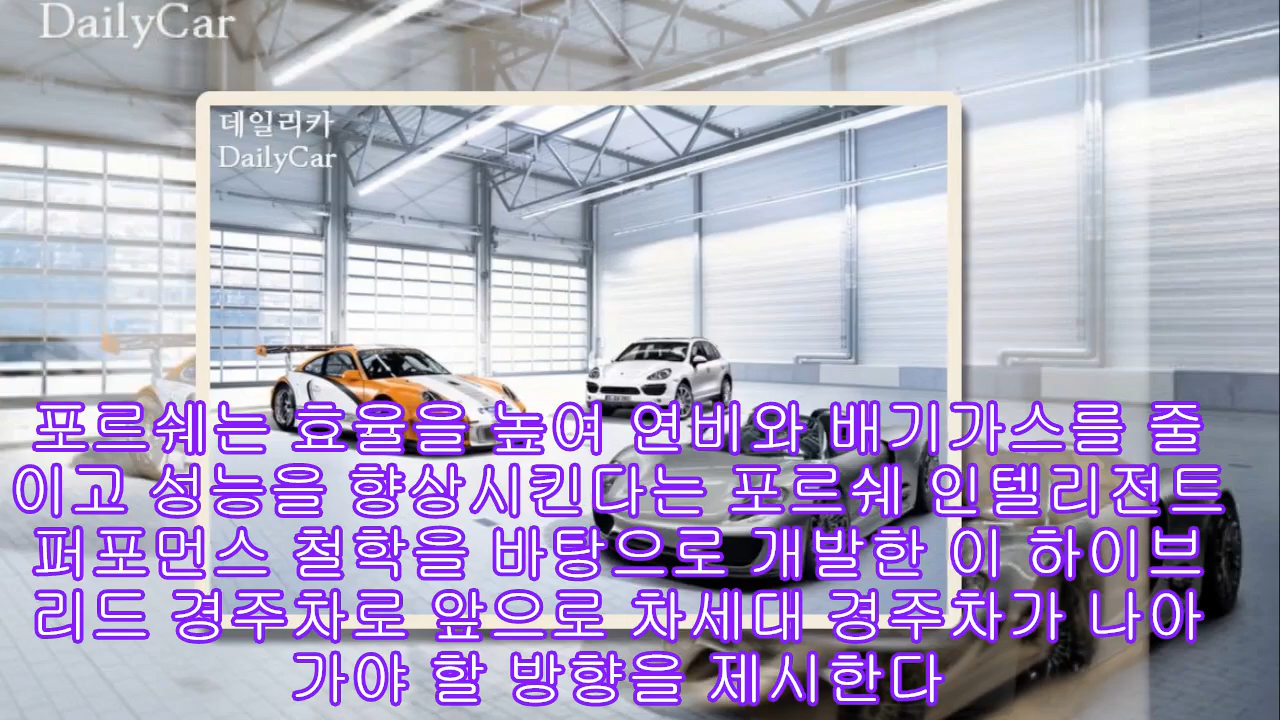 DailyCar
데일리카
DailyCar
포르쉐는 효율을 높여 연비와 배기가스를 줄
이고 성능을 향상시킨다는 포르쉐 인텔리전트
퍼포먼스 철학을 바탕으로 개발한 이 하이브
리드 경주차로 앞으로 차세대 경주차가 나아
가야 할 방향을 제시한다